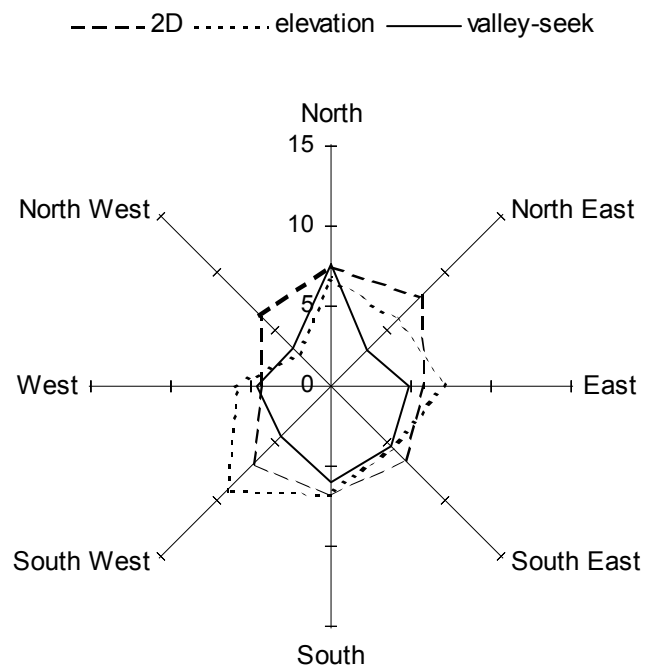 2D elevation valley-seek
North
15
North West North East
10
5
West 0 East
South West South East
South